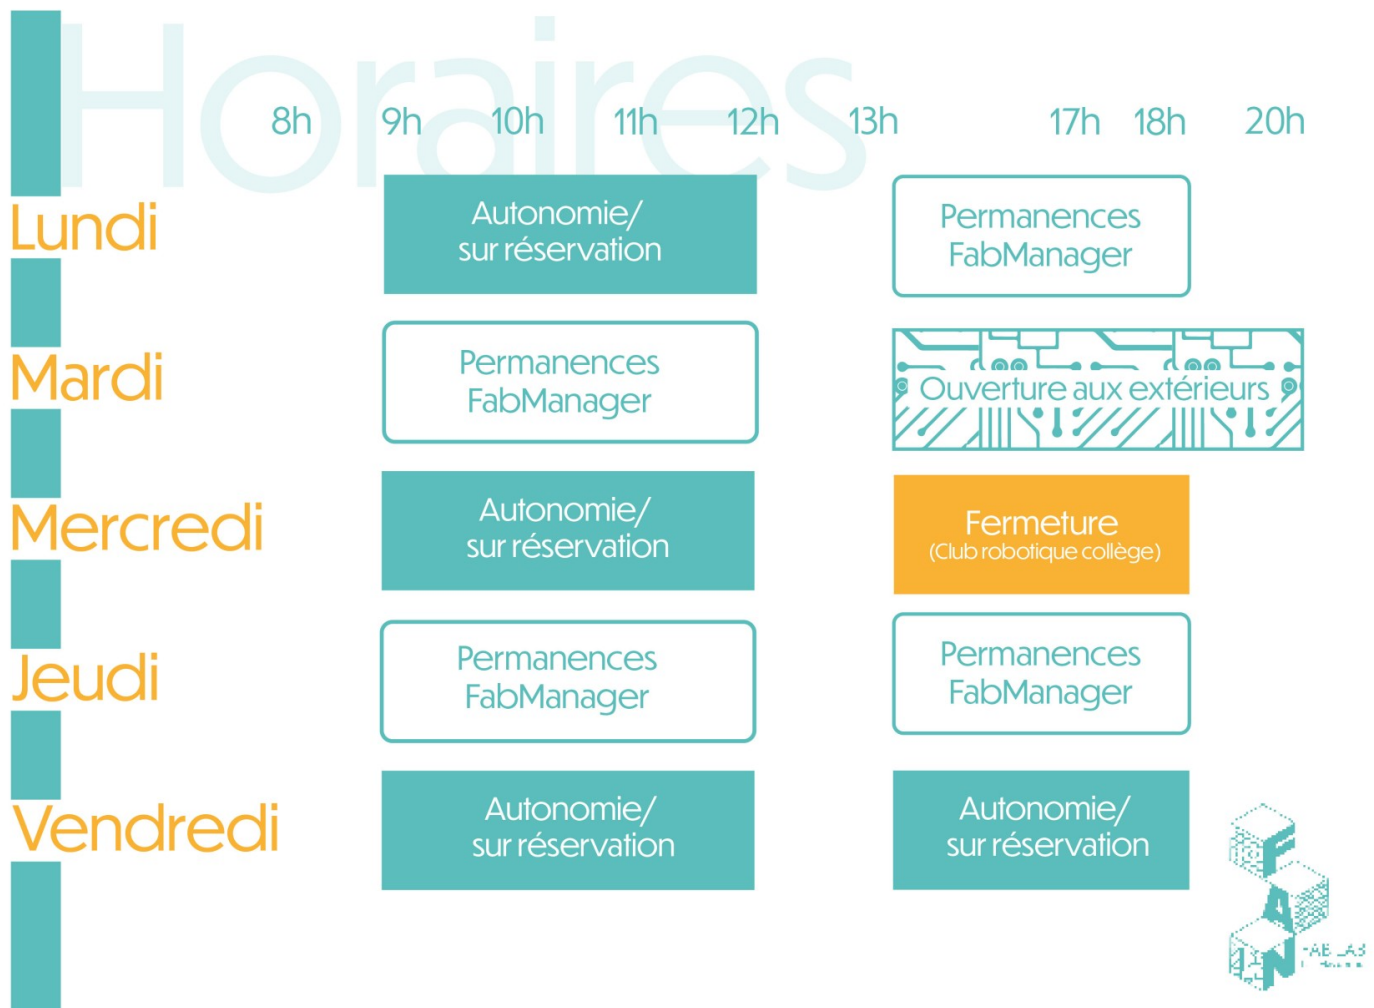 Horaires
8h 9h 10h 11h 12h 13h 17h 18h 20h
Lundi
Autonomie/
sur réservation
Permanences
FabManager
Mardi
Permanences
FabManager
Ouverture aux extérieurs
Mercredi
Autonomie/
sur réservation
Fermeture
(Club robotique collège)
Jeudi
Permanences
FabManager
Permanences
FabManager
Vendredi
Autonomie/
sur réservation
Autonomie/
sur réservation
F
A
N
FAB LAB